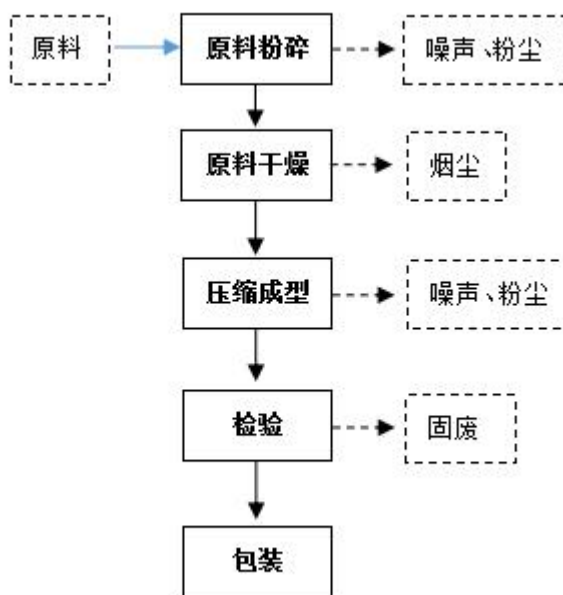 原料
原料粉碎
噪声、粉尘
原料干燥
烟尘
压缩成型
噪声、粉尘
检验
固废
包装